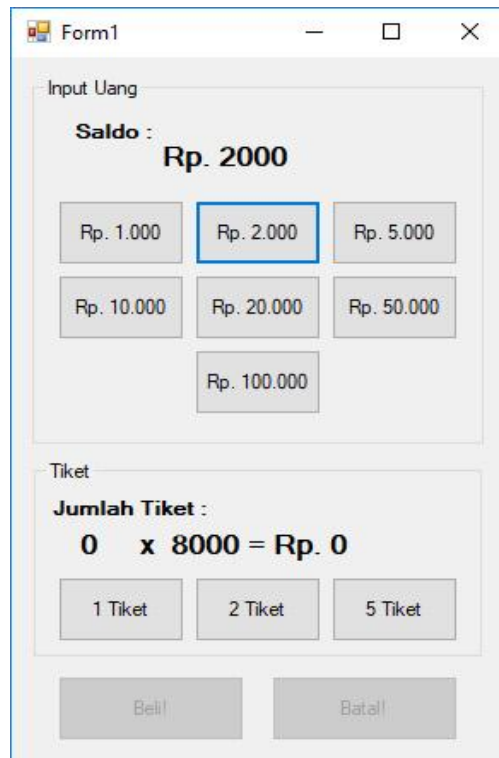 Form1
Input Uang
Saldo :
Rp. 2000
Rp. 1.000 Rp. 2.000 Rp. 5.000
Rp. 10.000 Rp. 20.000 Rp. 50.000
Rp. 100.000
Tiket
Jumlah Tiket :
0 x 8000 = Rp. 0
1 Tiket 2 Tiket 5 Tiket
Beli! Batal!